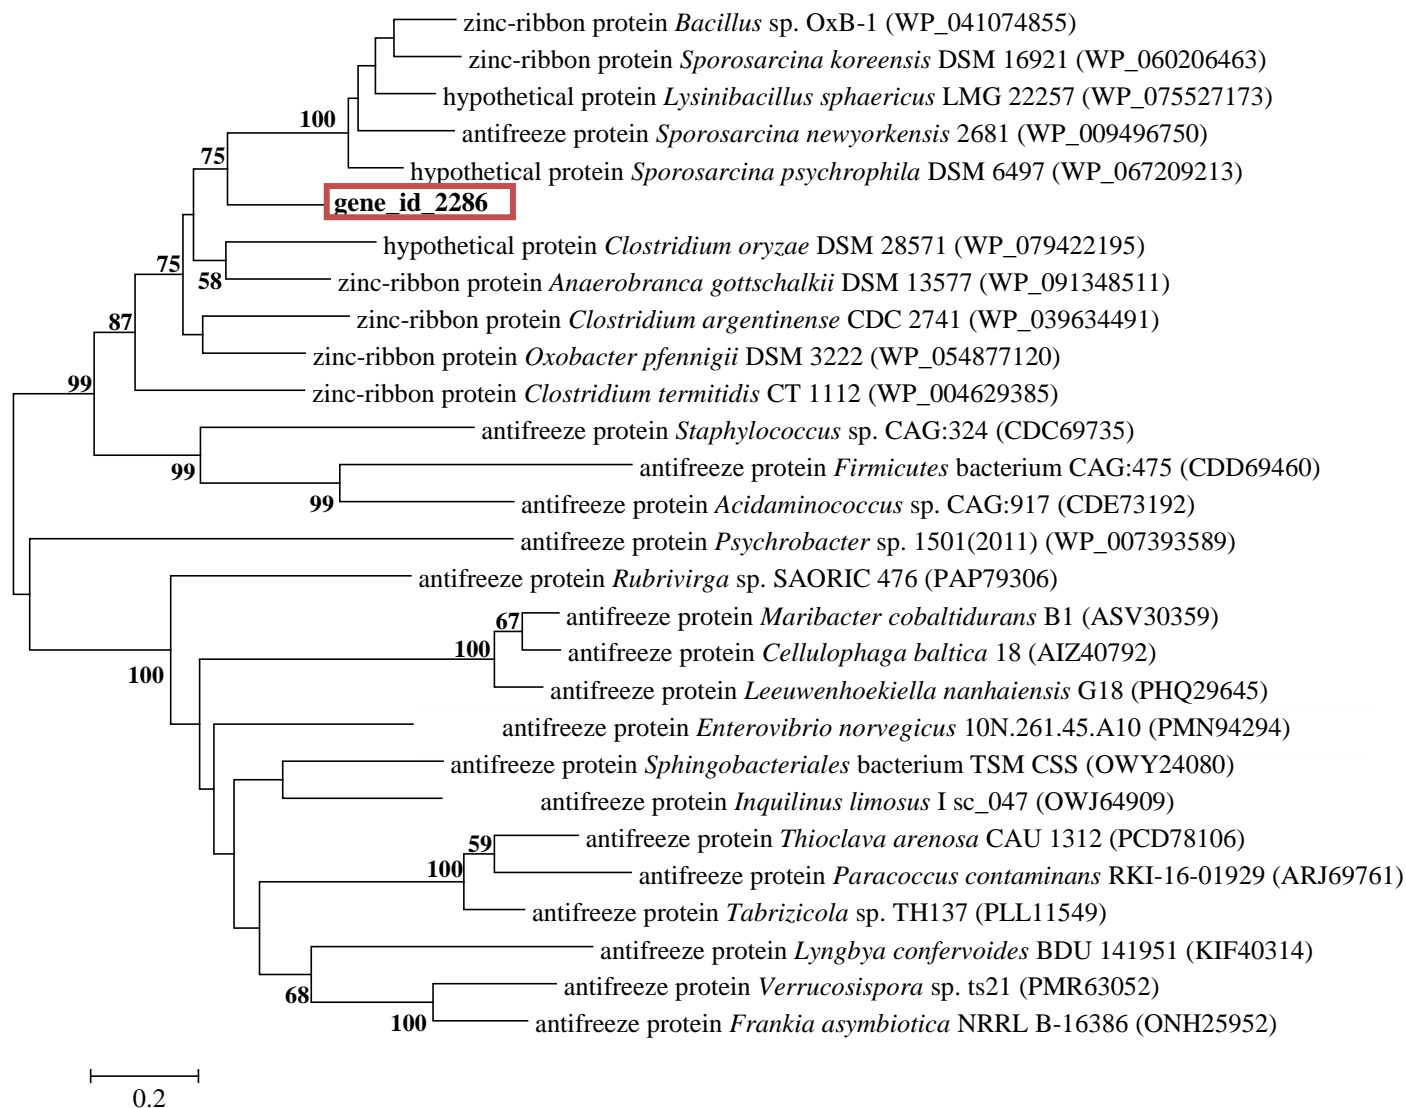 zinc-ribbon protein Bacillus sp. OxB-1 (WP_041074855)
zinc-ribbon protein Sporosarcina koreensis DSM 16921 (WP_060206463)
hypothetical protein Lysinibacillus sphaericus LMG 22257 (WP_075527173)
100
antifreeze protein Sporosarcina newyorkensis 2681 (WP_009496750)
75
hypothetical protein Sporosarcina psychrophila DSM 6497 (WP_067209213)
gene_id_2286
hypothetical protein Clostridium oryzae DSM 28571 (WP_079422195)
75
58
zinc-ribbon protein Anaerobranca gottschalkii DSM 13577 (WP_091348511)
87
zinc-ribbon protein Clostridium argentinense CDC 2741 (WP_039634491)
zinc-ribbon protein Oxobacter pfennigii DSM 3222 (WP_054877120)
99
zinc-ribbon protein Clostridium termitidis CT 1112 (WP_004629385)
antifreeze protein Staphylococcus sp. CAG:324 (CDC69735)
99
antifreeze protein Firmicutes bacterium CAG:475 (CDD69460)
99
antifreeze protein Acidaminococcus sp. CAG:917 (CDE73192)
antifreeze protein Psychrobacter sp. 1501(2011) (WP_007393589)
antifreeze protein Rubrivirga sp. SAORIC 476 (PAP79306)
67
antifreeze protein Maribacter cobaltidurans B1 (ASV30359)
100
antifreeze protein Cellulophaga baltica 18 (AIZ40792)
100
antifreeze protein Leeuwenhoekiella nanhaiensis G18 (PHQ29645)
antifreeze protein Enterovibrio norvegicus 10N.261.45.A10 (PMN94294)
antifreeze protein Sphingobacteriales bacterium TSM CSS (OWY24080)
antifreeze protein Inquilinus limosus I sc_047 (OWJ64909)
59
antifreeze protein Thioclava arenosa CAU 1312 (PCD78106)
100
antifreeze protein Paracoccus contaminans RKI-16-01929 (ARJ69761)
antifreeze protein Tabrizicola sp. TH137 (PLL11549)
antifreeze protein Lyngbya confervoides BDU 141951 (KIF40314)
68
antifreeze protein Verrucosispora sp. ts21 (PMR63052)
100
antifreeze protein Frankia asymbiotica NRRL B-16386 (ONH25952)
0.2